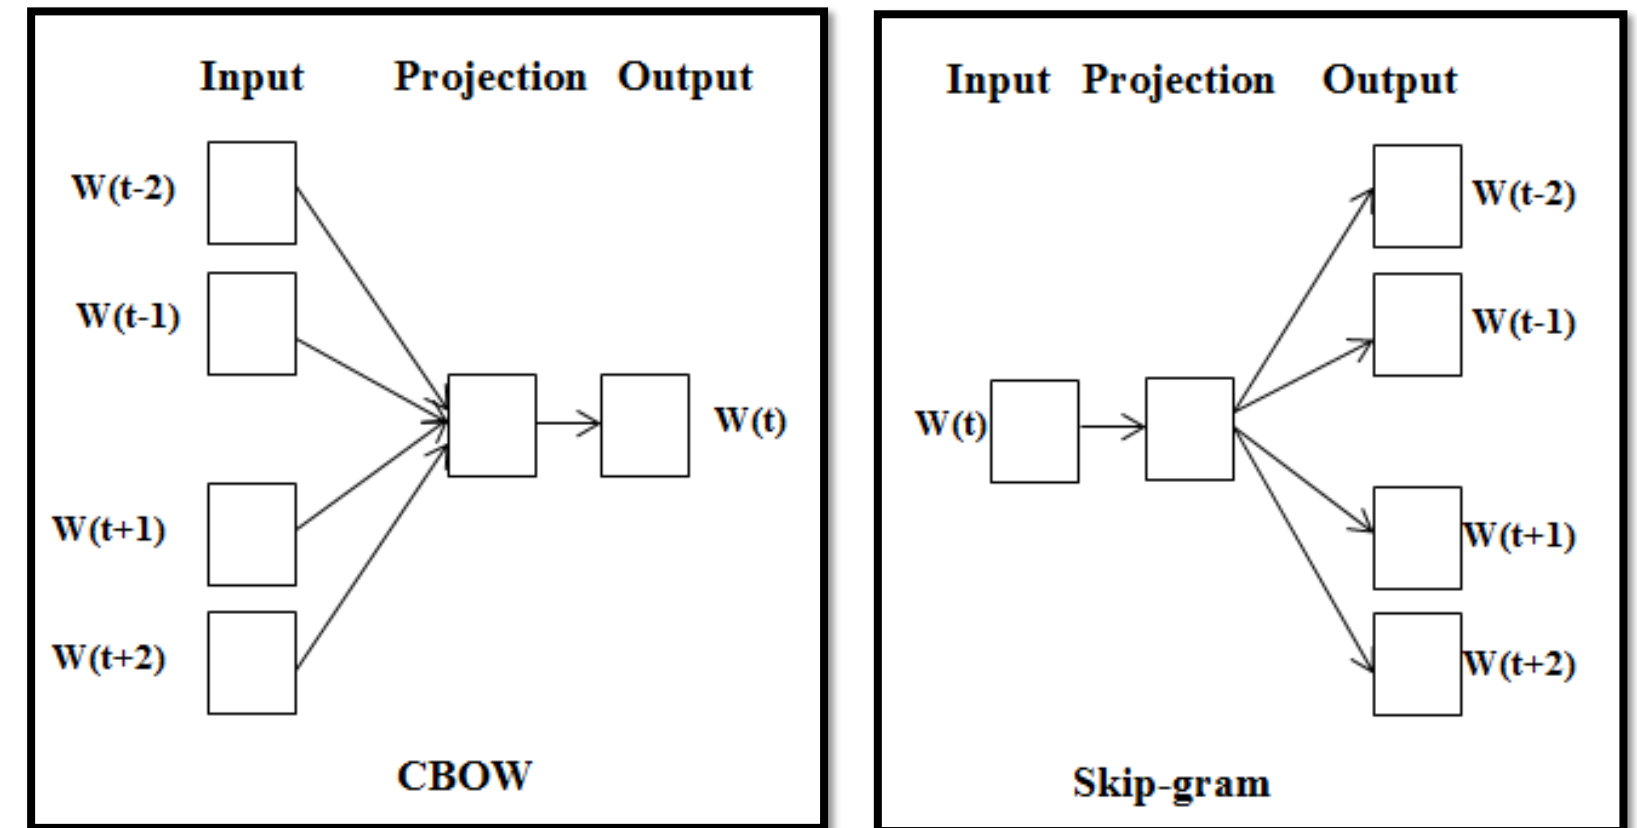 Input Projection Output
W(t-2)
W(t-1)
W(t)
W(t+1)
W(t+2)
CBOW
Input Projection Output
W(t-2)
W(t-1)
W(t)
W(t+1)
W(t+2)
Skip-gram